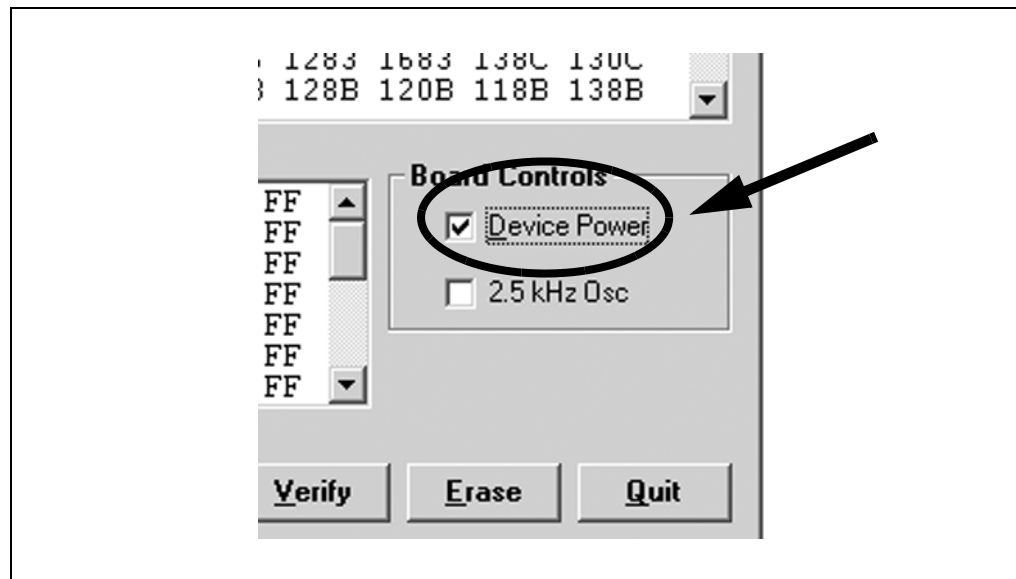 1283 1683 138C 130C
128B 120B 118B 138B
Board Controls
FF
FF
FF
FF
FF
FF
FF
Device Power
2.5 kHz Osc
Verify
Erase
Quit